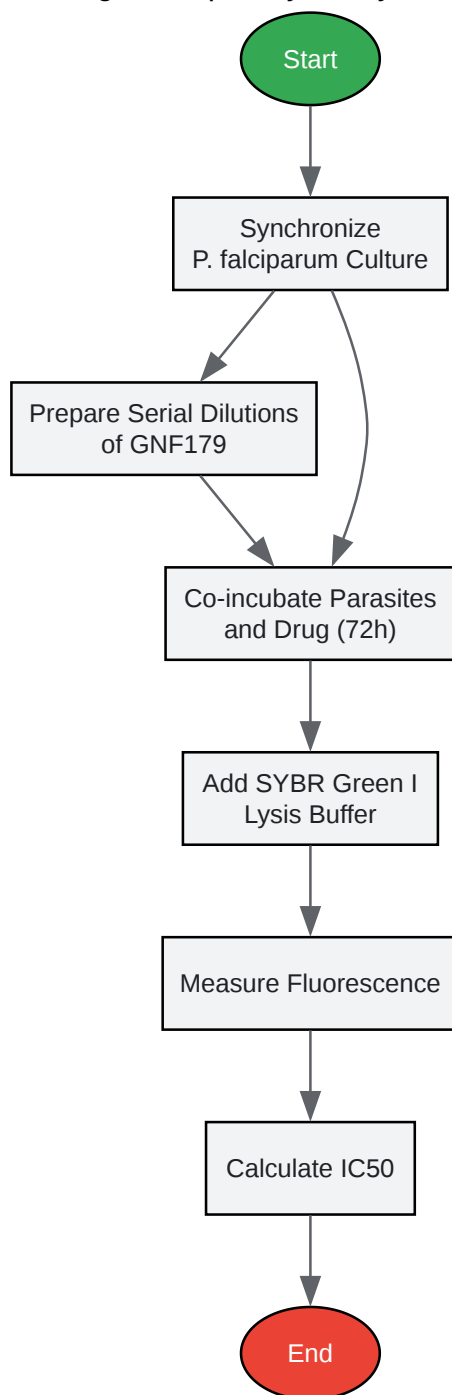 Start
Synchronize
P. falciparum Culture
Prepare Serial Dilutions
of GNF179
Co-incubate Parasites
and Drug (72h)
Add SYBR Green I
Lysis Buffer
Measure Fluorescence
Calculate IC50
End